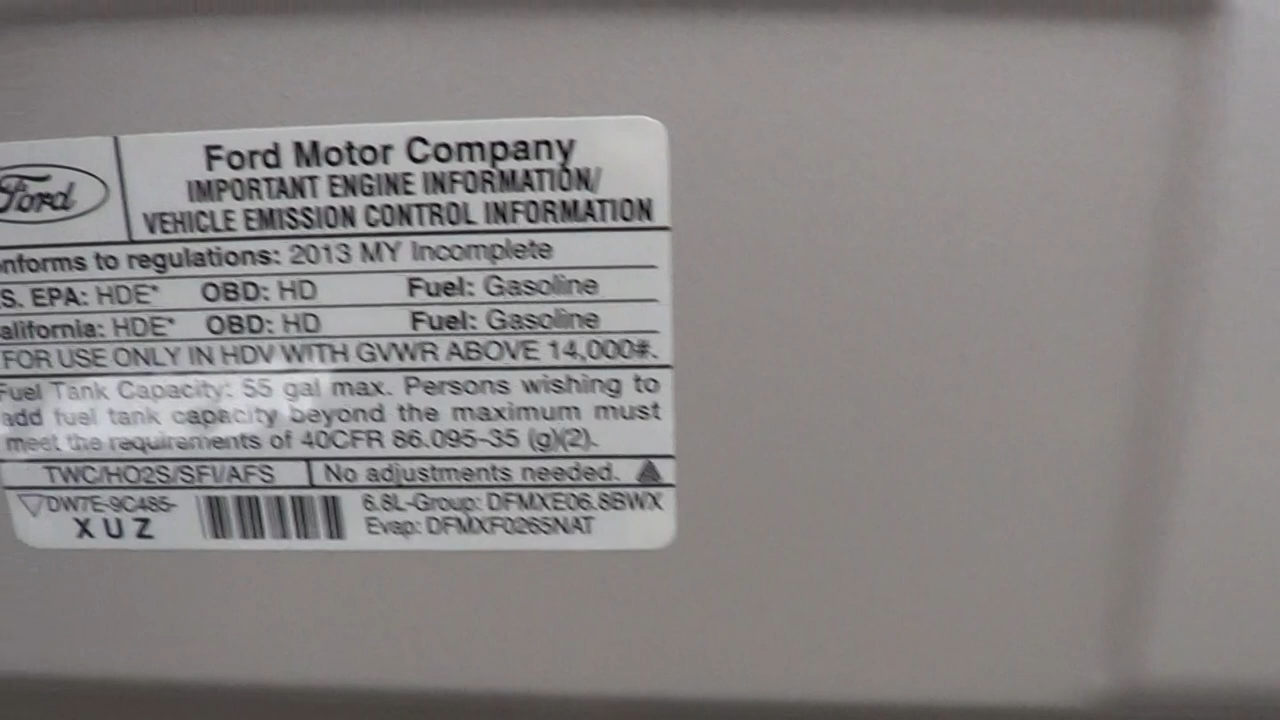 Ford
Ford Motor Company
IMPORTANT ENGINE INFORMATION/
VEHICLE EMISSION CONTROL INFORMATION
nforms to regulations: 2013 MY Incomplete
S. EPA: HDE* OBD: HD Fuel: Gasoline
alifornia: HDE* OBD: HD Fuel: Gasoline
FOR USE ONLY IN HDV WITH GVWR ABOVE 14,000#.
Fuel Tank Capacity: 55 gal max. Persons wishing to
add fuel tank capacity beyond the maximum must
meet the requirements of 40CFR 86.095-35 (g)(2).
TWC/HO2S/SFI/AFS No adjustments needed.
DW7E-9C485-
X U Z
6.8L-Group: DFMXE06.8BWX
Evap: DFMXF0265NAT